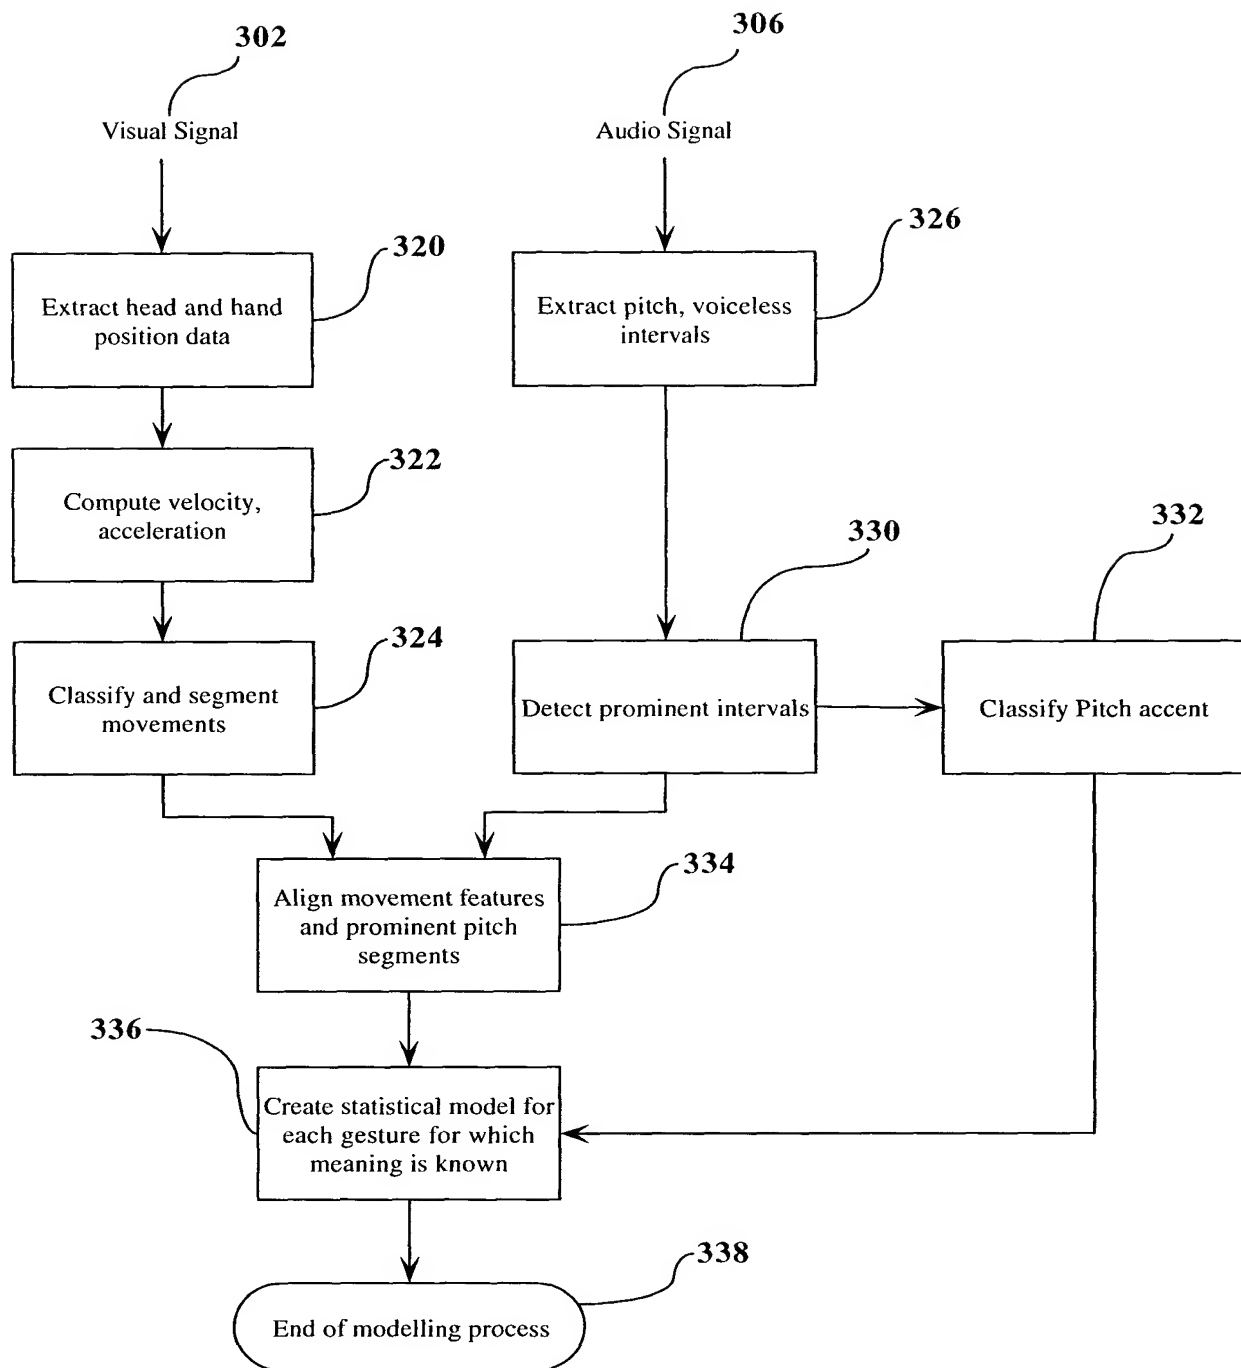 302
306
Visual Signal
Audio Signal
326
320
Extract head and hand
position data
Extract pitch, voiceless
intervals
322
Compute velocity,
acceleration
332
330
324
Classify and segment
movements
Detect prominent intervals
Classify Pitch accent
334
Align movement features
and prominent pitch
segments
336
Create statistical model for
each gesture for which
meaning is known
338
End of modelling process